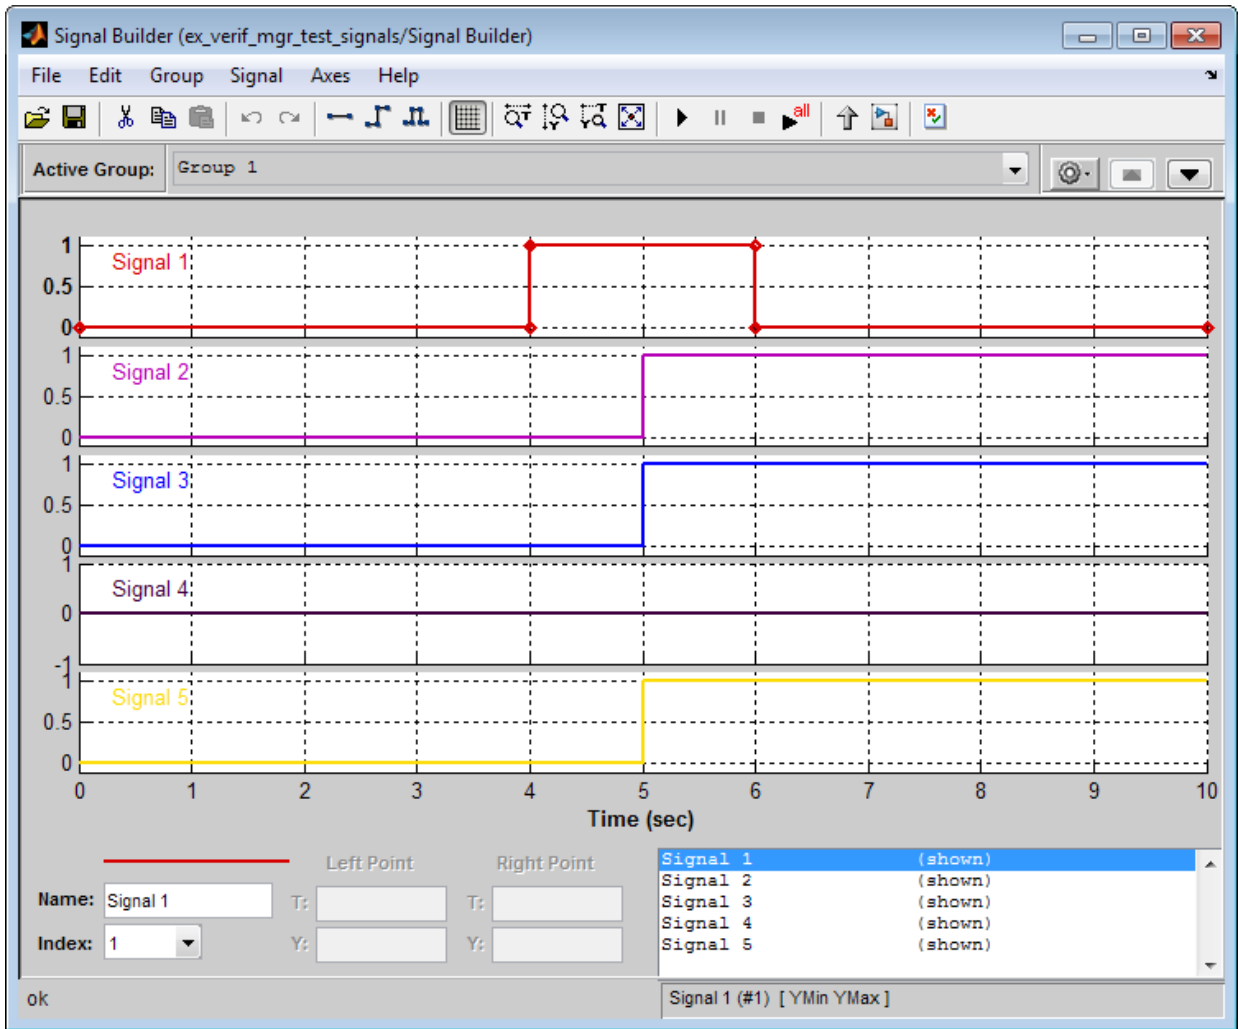 Signal Builder (ex_verif_mgr_test_signals/Signal Builder)
File Edit Group Signal Axes Help
all
Active Group: Group 1
1
Signal 1
0.5
0
1
Signal 2
0.5
0
1
Signal 3
0.5
0
1
Signal 4
0
-1
1
Signal 5
0.5
0
0 1 2 3 4 5 6 7 8 9 10
Time (sec)
Left Point Right Point
Name: Signal 1 T: T:
Index: 1 Y: Y:
Signal 1 (shown)
Signal 2 (shown)
Signal 3 (shown)
Signal 4 (shown)
Signal 5 (shown)
ok
Signal 1 (#1) [ YMin YMax ]